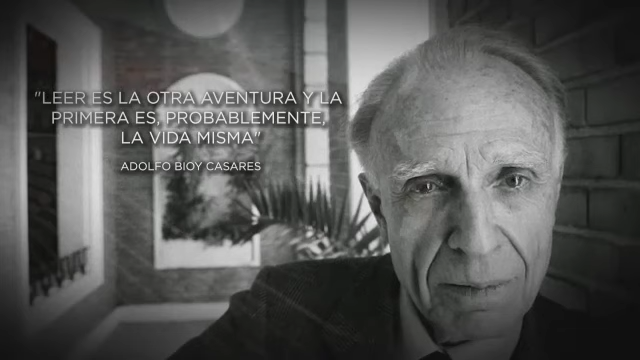 "LEER ES LA OTRA AVENTURA Y LA
PRIMERA ES, PROBABLEMENTE,
LA VIDA MISMA"
ADOLFO BIOY CASARES